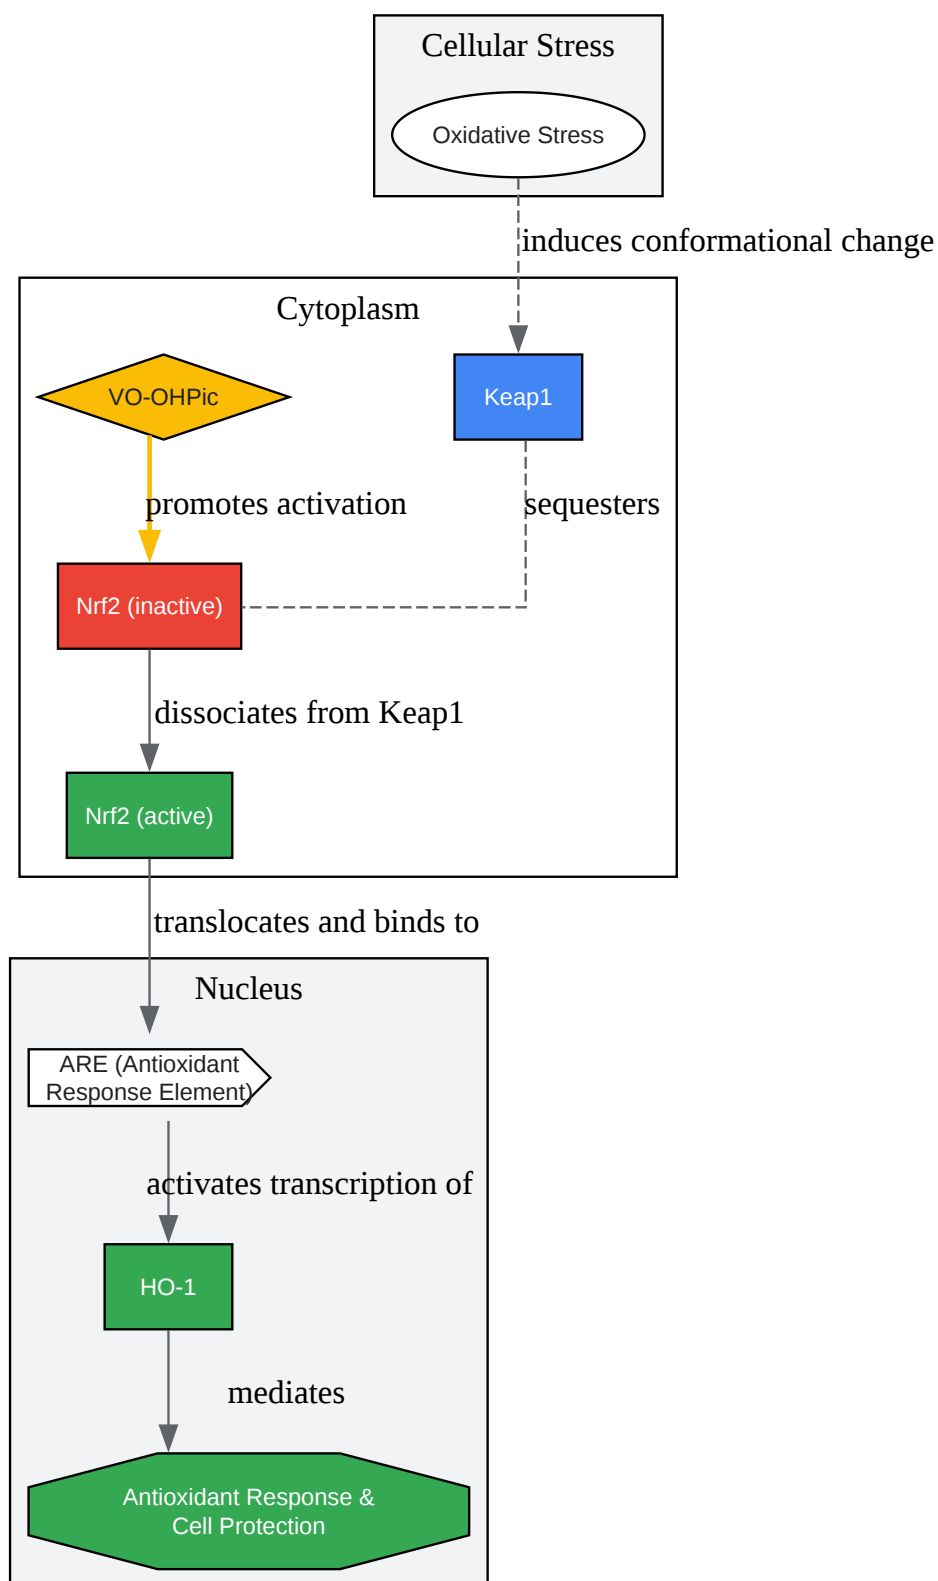 Cellular Stress
Oxidative Stress
induces conformational change
Cytoplasm
VO-OHPic
Keap1
promotes activation
sequesters
Nrf2 (inactive)
dissociates from Keap1
Nrf2 (active)
translocates and binds to
Nucleus
ARE (Antioxidant
Response Element)
activates transcription of
HO-1
mediates
Antioxidant Response &
Cell Protection